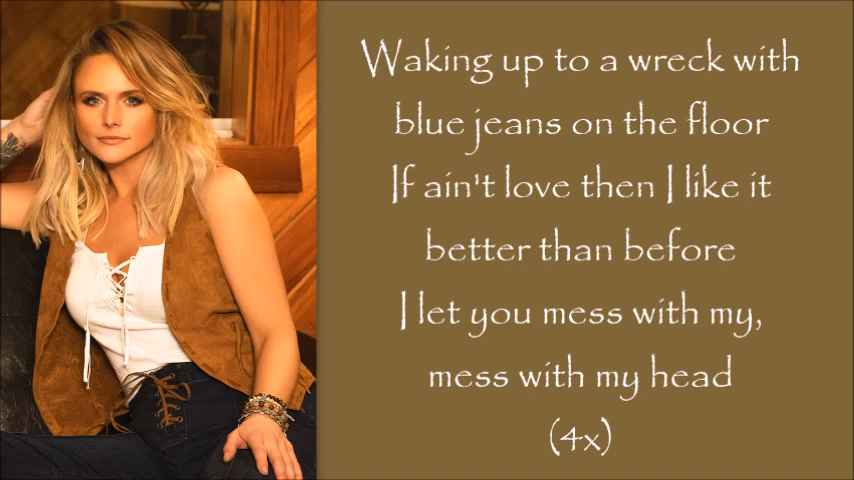 Waking up to a wreck with
blue jeans on the floor
If ain't love then I like it
better than before
I let you mess with my,
mess with my head
(4x)